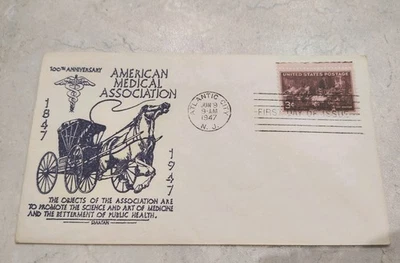 100TH ANNIVERSARY
AMERICAN
MEDICAL
ASSOCIATION
1847
1947
THE OBJECTS OF THE ASSOCIATION ARE
TO PROMOTE THE SCIENCE AND ART OF MEDICINE
AND THE BETTERMENT OF PUBLIC HEALTH.
ATLANTIC CITY
JUN 9
9-AM
1947
N. J.
UNITED STATES POSTAGE
3¢
FIRST DAY OF ISSUE